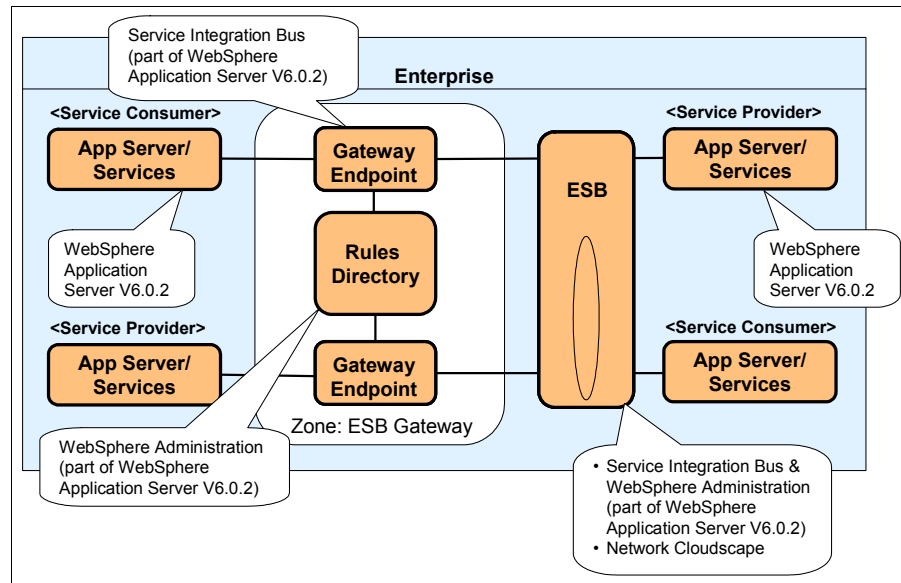 Service Integration Bus
(part of WebSphere
Application Server V6.0.2)
Enterprise
<Service Consumer>
App Server/
Services
Gateway
Endpoint
ESB
<Service Provider>
App Server/
Services
WebSphere
Application
Server V6.0.2
Rules
Directory
WebSphere
Application
Server V6.0.2
<Service Provider>
App Server/
Services
Gateway
Endpoint
<Service Consumer>
App Server/
Services
Zone: ESB Gateway
WebSphere Administration
(part of WebSphere
Application Server V6.0.2)
• Service Integration Bus &
WebSphere Administration
(part of WebSphere
Application Server V6.0.2)
• Network Cloudscape